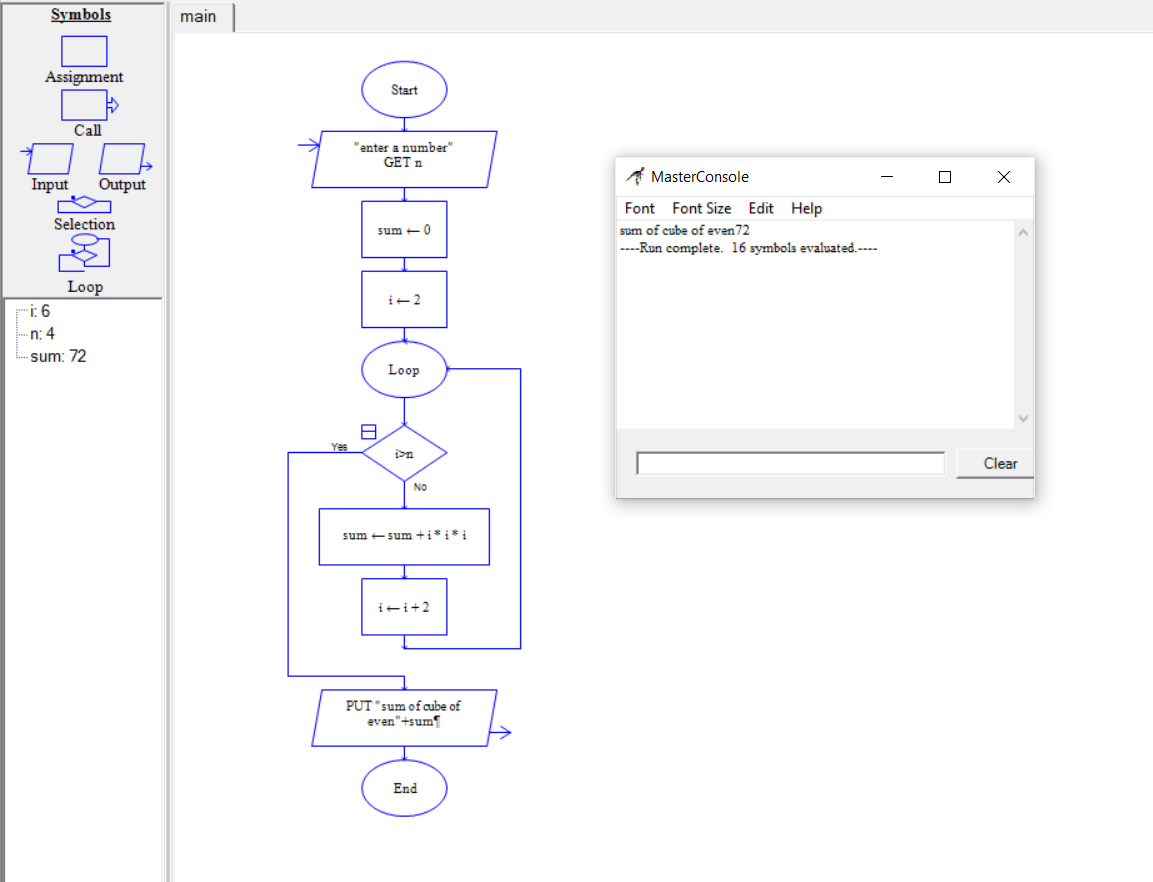 Symbols
Assignment
Call
Input Output
Selection
Loop
i: 6
n: 4
sum: 72
main
Start
"enter a number"
GET n
sum ← 0
i ← 2
Loop
Yes
i>n
No
sum ← sum + i * i * i
i ← i + 2
PUT "sum of cube of
even"+sum¶
End
MasterConsole
Font Font Size Edit Help
sum of cube of even72
----Run complete.  16 symbols evaluated.----
Clear